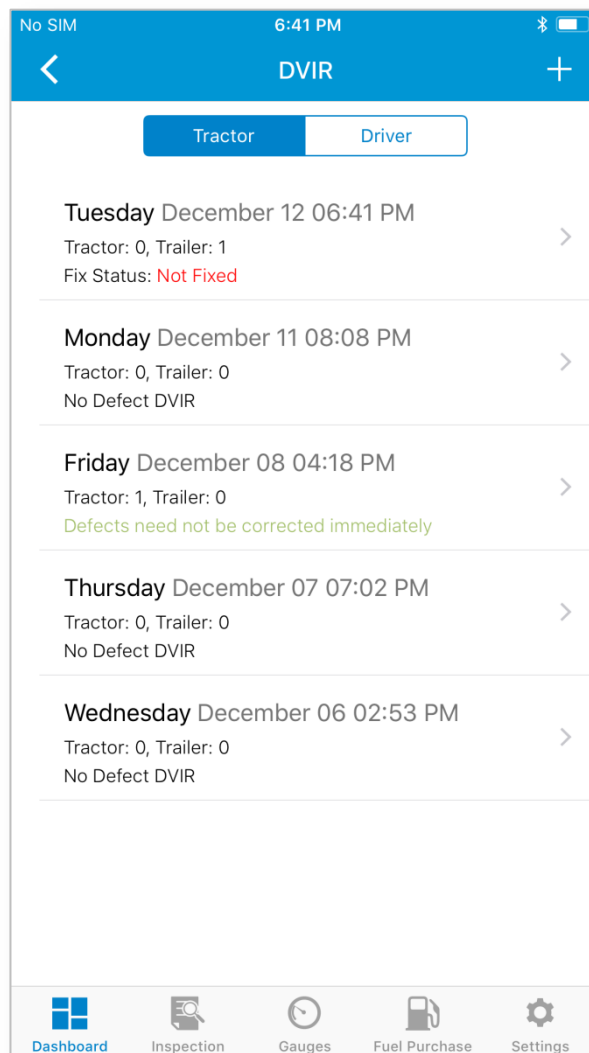 No SIM 6:41 PM
DVIR
Tractor Driver
Tuesday December 12 06:41 PM
Tractor: 0, Trailer: 1
Fix Status: Not Fixed
Monday December 11 08:08 PM
Tractor: 0, Trailer: 0
No Defect DVIR
Friday December 08 04:18 PM
Tractor: 1, Trailer: 0
Defects need not be corrected immediately
Thursday December 07 07:02 PM
Tractor: 0, Trailer: 0
No Defect DVIR
Wednesday December 06 02:53 PM
Tractor: 0, Trailer: 0
No Defect DVIR
Dashboard Inspection Gauges Fuel Purchase Settings